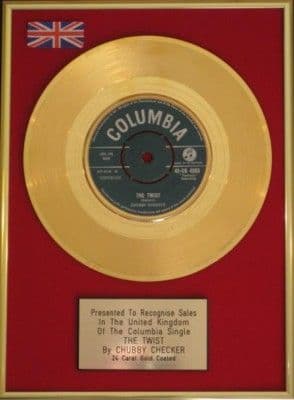 COLUMBIA
THE TWIST
CHUBBY CHECKER
Presented To Recognise Sales
In The United Kingdom
Of The Columbia Single
THE TWIST
By CHUBBY CHECKER
24 Carat Gold Coated